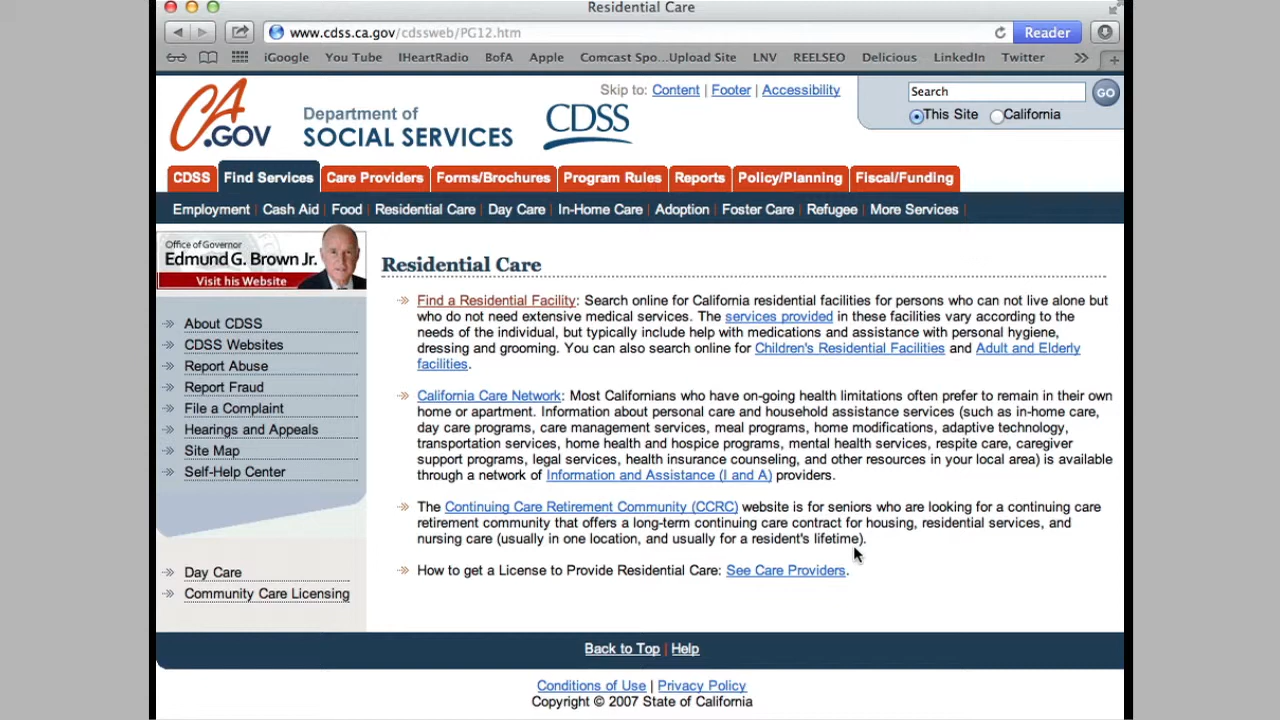 Residential Care
www.cdss.ca.gov/cdssweb/PG12.htm
Reader
iGoogle You Tube IHeartRadio BofA Apple Comcast Spo...Upload Site LNV REELSEO Delicious LinkedIn Twitter
Skip to: Content | Footer | Accessibility
Search
GO
This Site California
CA.GOV
Department of
SOCIAL SERVICES
CDSS
CDSS Find Services Care Providers Forms/Brochures Program Rules Reports Policy/Planning Fiscal/Funding
Employment | Cash Aid | Food | Residential Care | Day Care | In-Home Care | Adoption | Foster Care | Refugee | More Services |
Office of Governor
Edmund G. Brown Jr.
Visit his Website
About CDSS
CDSS Websites
Report Abuse
Report Fraud
File a Complaint
Hearings and Appeals
Site Map
Self-Help Center
Day Care
Community Care Licensing
Residential Care
Find a Residential Facility: Search online for California residential facilities for persons who can not live alone but
who do not need extensive medical services. The services provided in these facilities vary according to the
needs of the individual, but typically include help with medications and assistance with personal hygiene,
dressing and grooming. You can also search online for Children's Residential Facilities and Adult and Elderly
facilities.
California Care Network: Most Californians who have on-going health limitations often prefer to remain in their own
home or apartment. Information about personal care and household assistance services (such as in-home care,
day care programs, care management services, meal programs, home modifications, adaptive technology,
transportation services, home health and hospice programs, mental health services, respite care, caregiver
support programs, legal services, health insurance counseling, and other resources in your local area) is available
through a network of Information and Assistance (I and A) providers.
The Continuing Care Retirement Community (CCRC) website is for seniors who are looking for a continuing care
retirement community that offers a long-term continuing care contract for housing, residential services, and
nursing care (usually in one location, and usually for a resident's lifetime).
How to get a License to Provide Residential Care: See Care Providers.
Back to Top | Help
Conditions of Use | Privacy Policy
Copyright © 2007 State of California